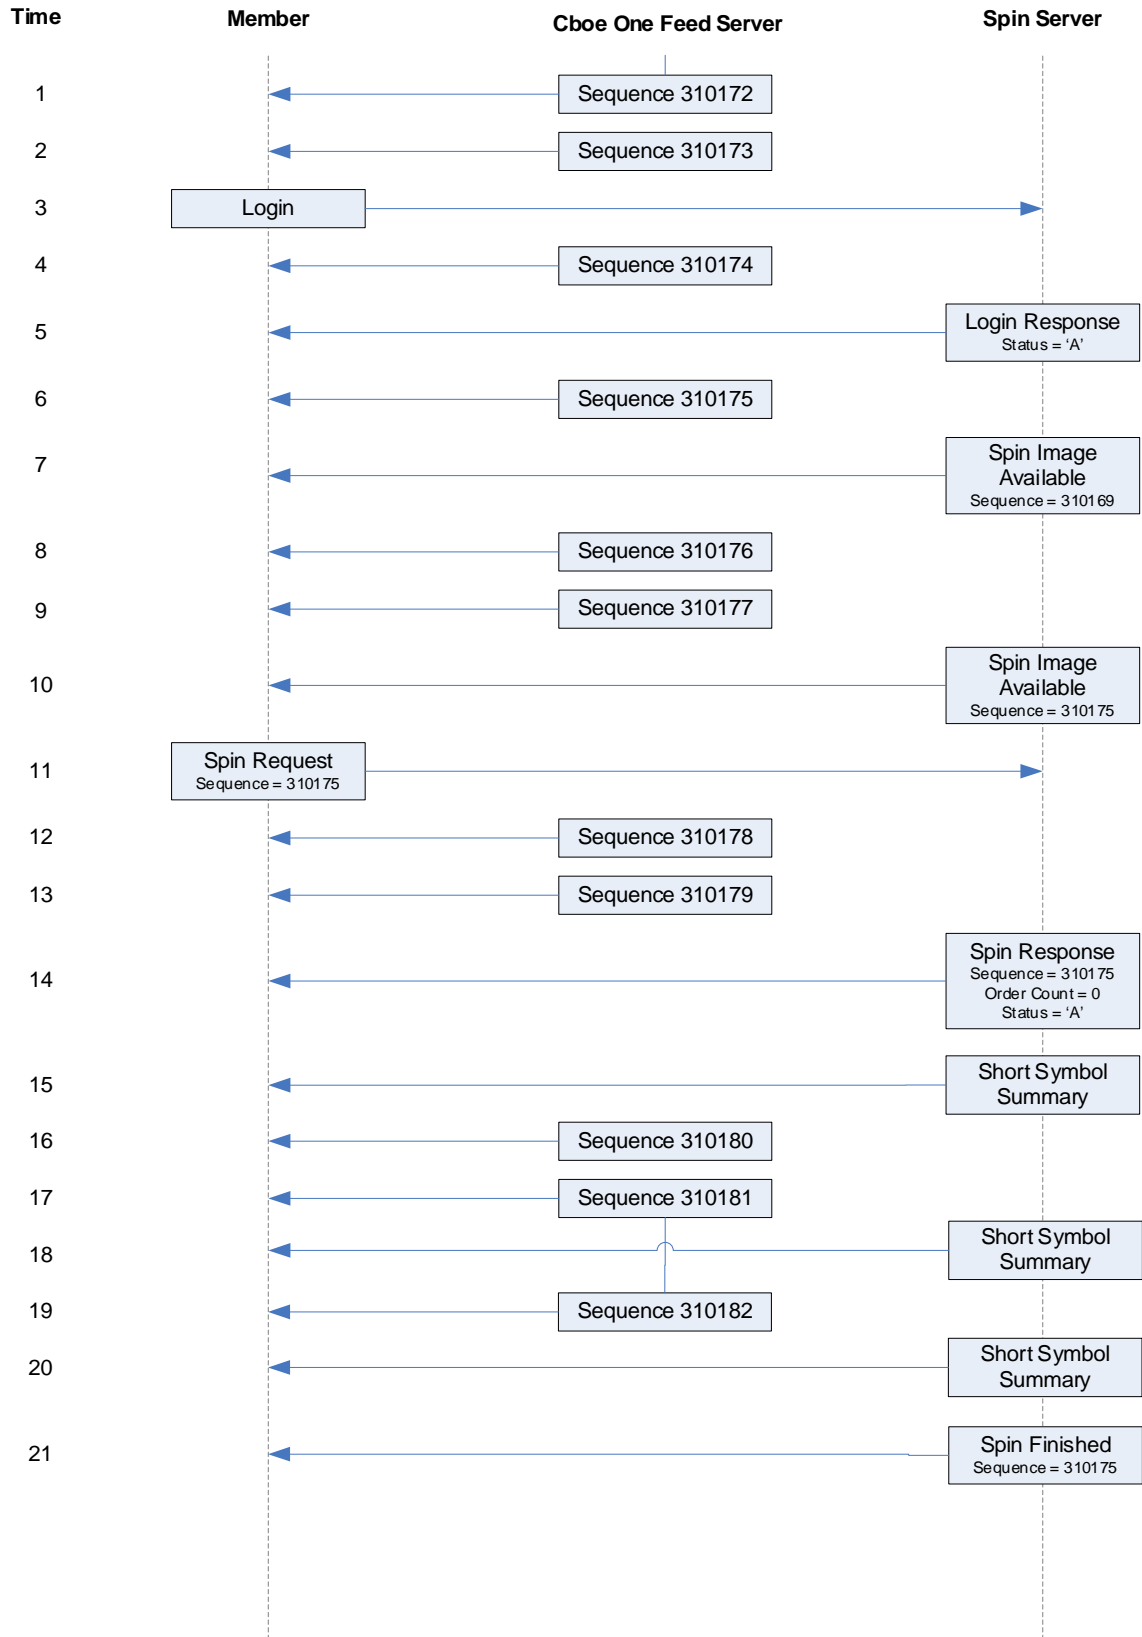 Time
Member
Cboe One Feed Server
Spin Server
1
Sequence 310172
2
Sequence 310173
3
Login
4
Sequence 310174
5
Login Response
Status = ‘A’
6
Sequence 310175
7
Spin Image
Available
Sequence = 310169
8
Sequence 310176
9
Sequence 310177
10
Spin Image
Available
Sequence = 310175
11
Spin Request
Sequence = 310175
12
Sequence 310178
13
Sequence 310179
14
Spin Response
Sequence = 310175
Order Count = 0
Status = ‘A’
15
Short Symbol
Summary
16
Sequence 310180
17
Sequence 310181
18
Short Symbol
Summary
19
Sequence 310182
20
Short Symbol
Summary
21
Spin Finished
Sequence = 310175